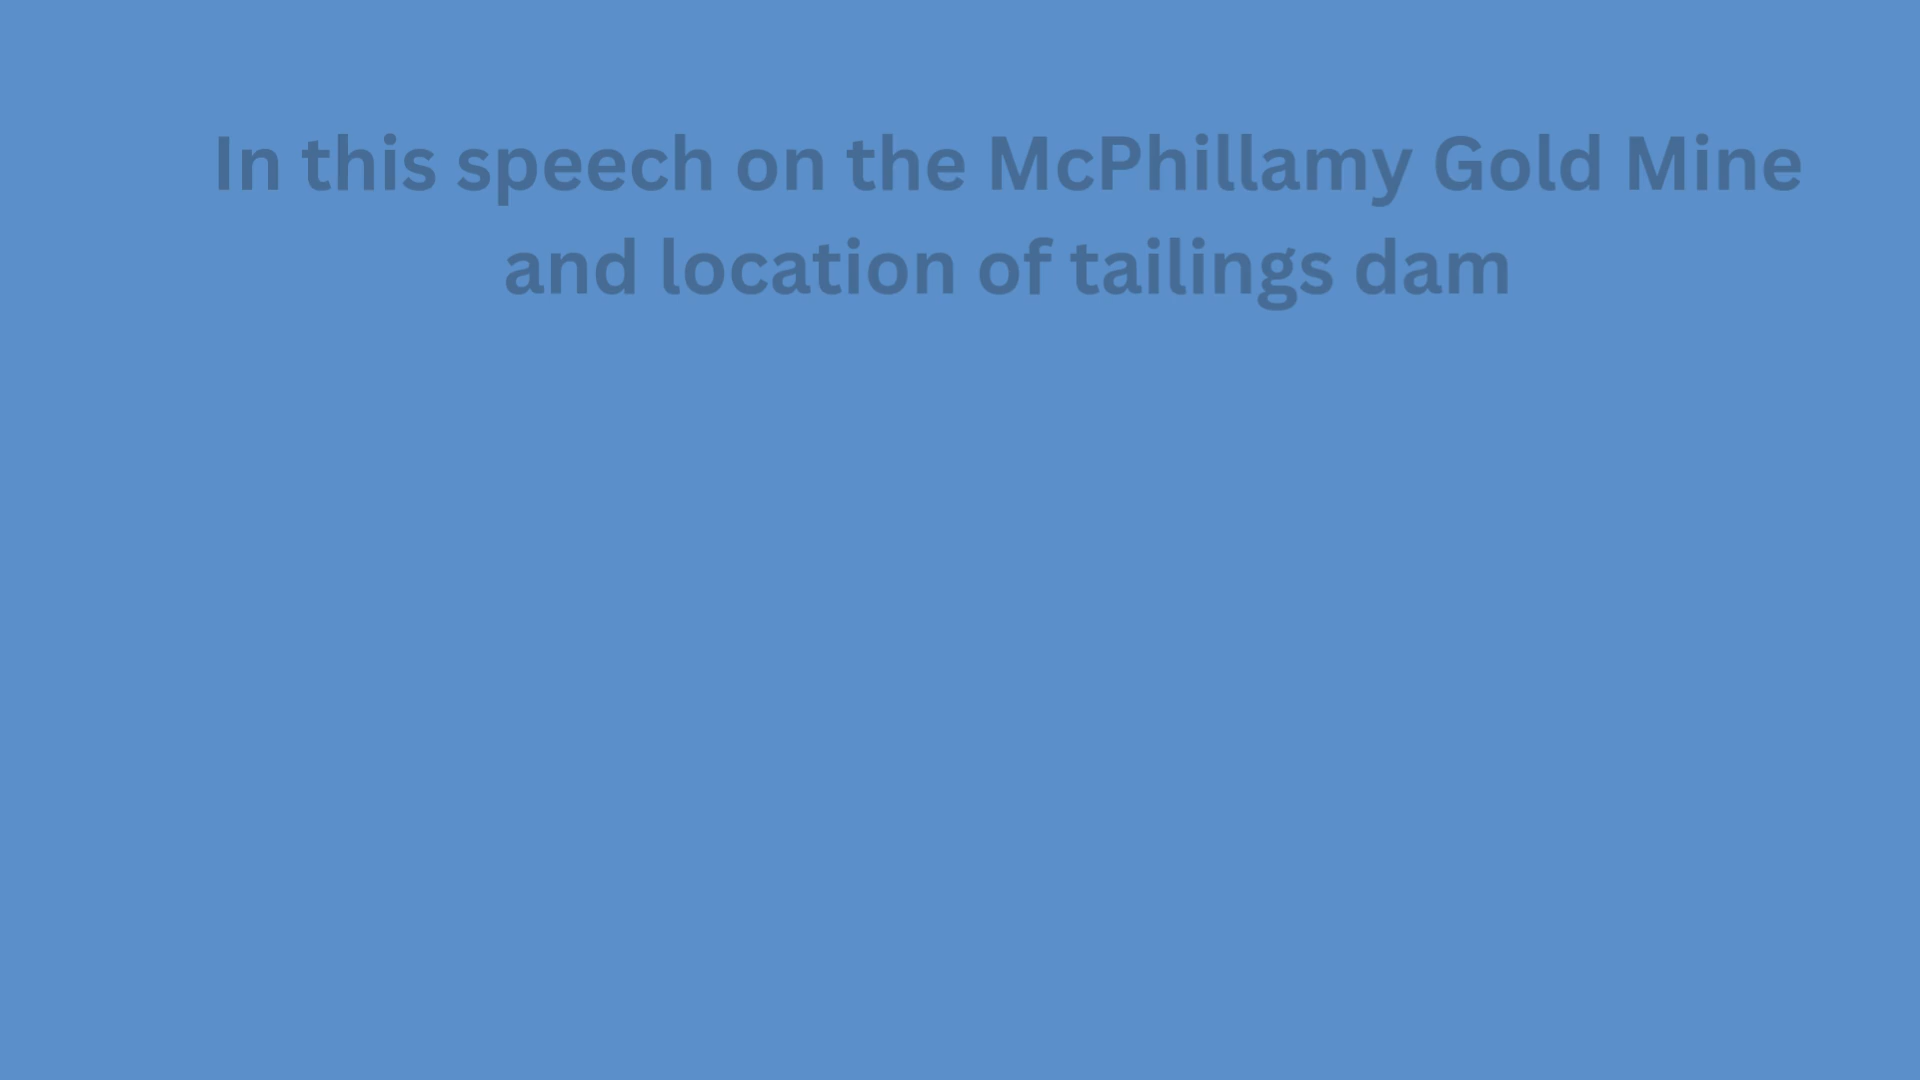 In this speech on the McPhillamy Gold Mine
and location of tailings dam